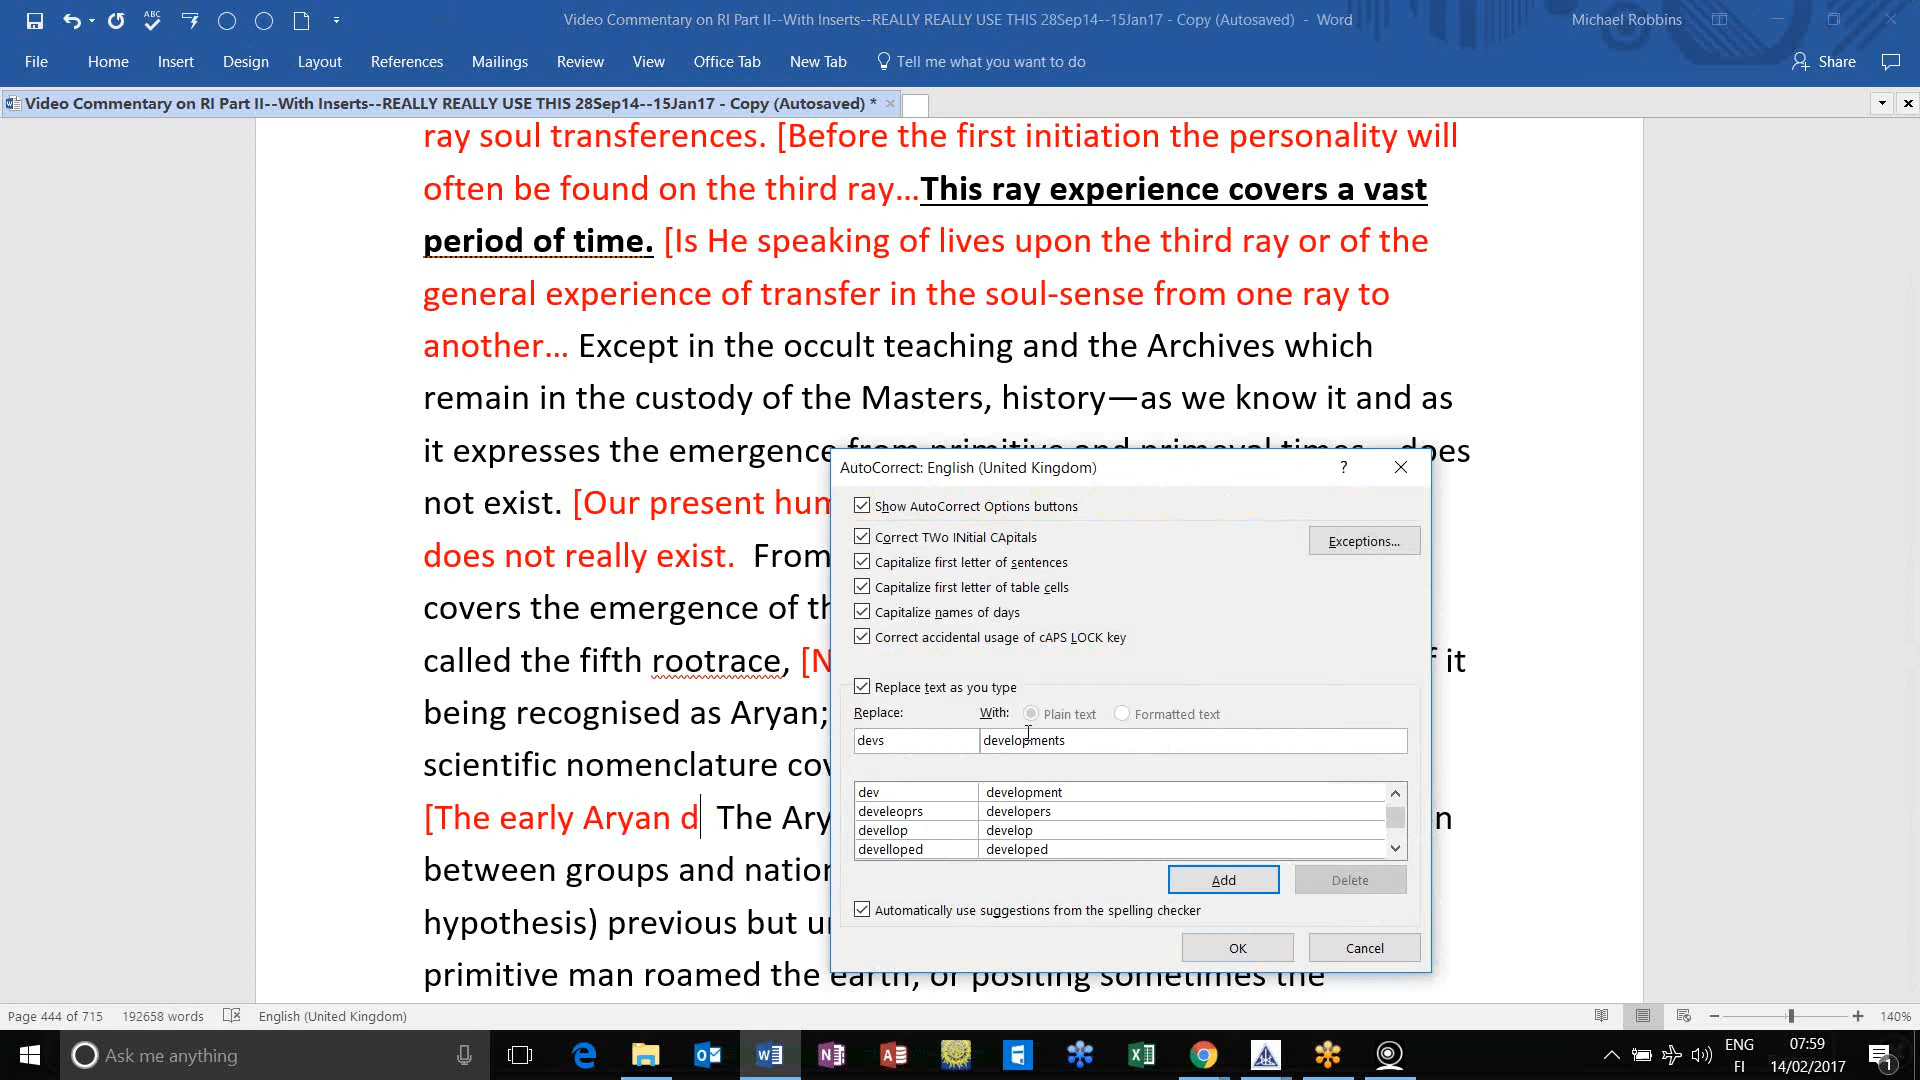 Video Commentary on RI Part II--With Inserts--REALLY REALLY USE THIS 28Sep14--15Jan17 - Copy (Autosaved) - Word
Michael Robbins
File Home Insert Design Layout References Mailings Review View Office Tab New Tab Tell me what you want to do Share
Video Commentary on RI Part II--With Inserts--REALLY REALLY USE THIS 28Sep14--15Jan17 - Copy (Autosaved) *
ray soul transferences. [Before the first initiation the personality will
often be found on the third ray…This ray experience covers a vast
period of time. [Is He speaking of lives upon the third ray or of the
general experience of transfer in the soul-sense from one ray to
another… Except in the occult teaching and the Archives which
remain in the custody of the Masters, history—as we know it and as
it expresses the emergence from primitive and primeval times—does
not exist. [Our present hum
does not really exist. From
covers the emergence of th
called the fifth rootrace, [N f it
being recognised as Aryan;
scientific nomenclature cov
[The early Aryan d The Ary n
between groups and nation
hypothesis) previous but un
primitive man roamed the earth, or positing sometimes the
AutoCorrect: English (United Kingdom)
?
Show AutoCorrect Options buttons
Correct TWo INitial CApitals
Exceptions...
Capitalize first letter of sentences
Capitalize first letter of table cells
Capitalize names of days
Correct accidental usage of cAPS LOCK key
Replace text as you type
Replace: With: Plain text Formatted text
devs developments
dev development
develeoprs developers
devellop develop
develloped developed
Add Delete
Automatically use suggestions from the spelling checker
OK Cancel
Page 444 of 715 192658 words English (United Kingdom) 140%
Ask me anything
ENG
FI
07:59
14/02/2017
1